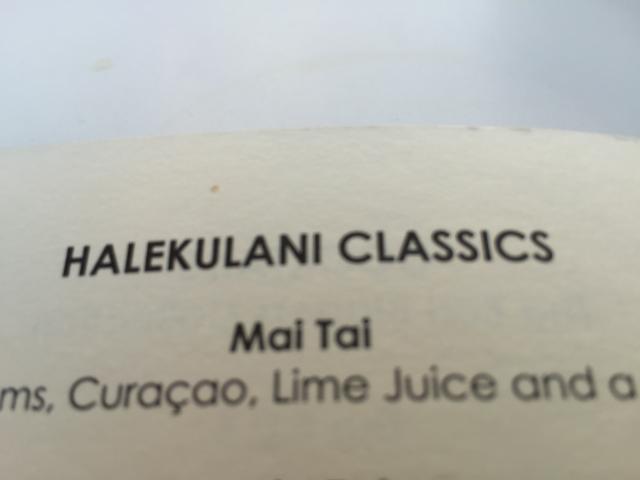 HALEKULANI CLASSICS
Mai Tai
ms, Curaçao, Lime Juice and a